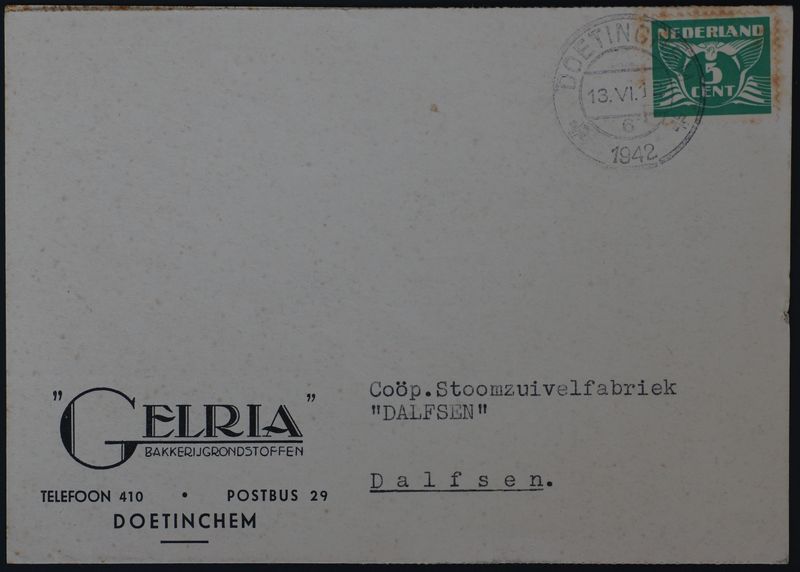 DOETING
13.VI.1
6
1942
NEDERLAND
5
CENT
"GELRIA"
BAKKERIJGRONDSTOFFEN
TELEFOON 410 • POSTBUS 29
DOETINCHEM
Coöp.Stoomzuivelfabriek
"DALFSEN"
Dalfsen.